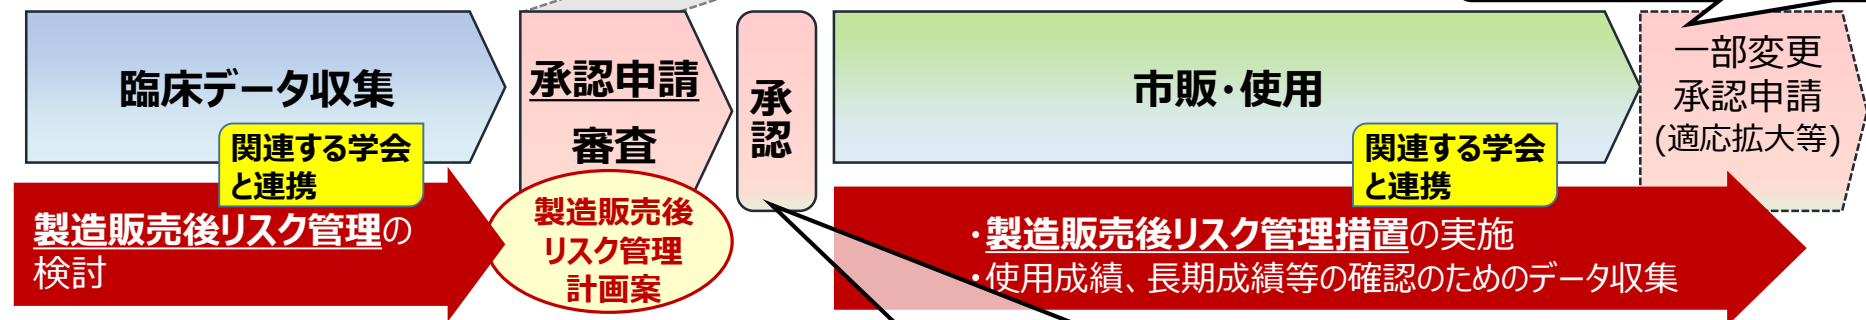 臨床データ収集
関連する学会
と連携
承認申請
審査
承
認
市販・使用
関連する学会
と連携
一部変更
承認申請
(適応拡大等)
製造販売後リスク管理の
検討
製造販売後
リスク管理
計画案
・製造販売後リスク管理措置の実施
・使用成績、長期成績等の確認のためのデータ収集